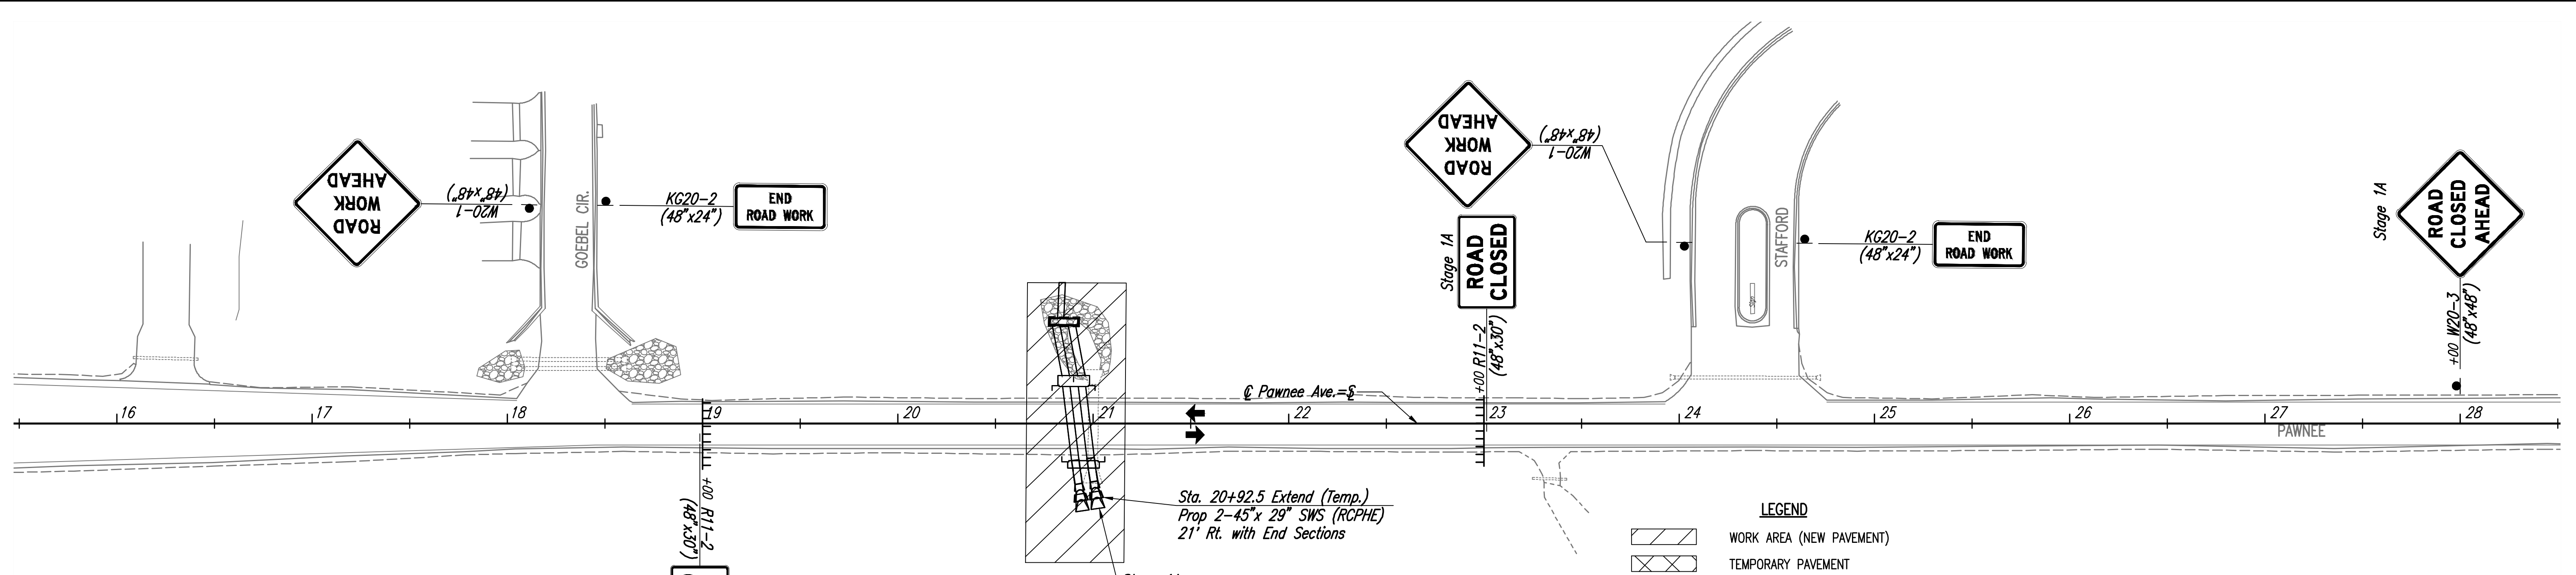 ROAD
WORK
AHEAD
W20-1
(48"x48")
GOEBEL CIR.
KG20-2
(48"x24")
END
ROAD WORK
ROAD
WORK
AHEAD
W20-1
(48"x48")
Stage 1A
ROAD
CLOSED
+00 R11-2
(48"x30")
STAFFORD
KG20-2
(48"x24")
END
ROAD WORK
Stage 1A
ROAD
CLOSED
AHEAD
+00 W20-3
(48"x48")
℄ Pawnee Ave.=℄
16 17 18 19 20 21 22 23 24 25 26 27 28
PAWNEE
+00 R11-2
(48"x30")
Sta. 20+92.5 Extend (Temp.)
Prop 2-45"x 29" SWS (RCPHE)
21' Rt. with End Sections
LEGEND
WORK AREA (NEW PAVEMENT)
TEMPORARY PAVEMENT